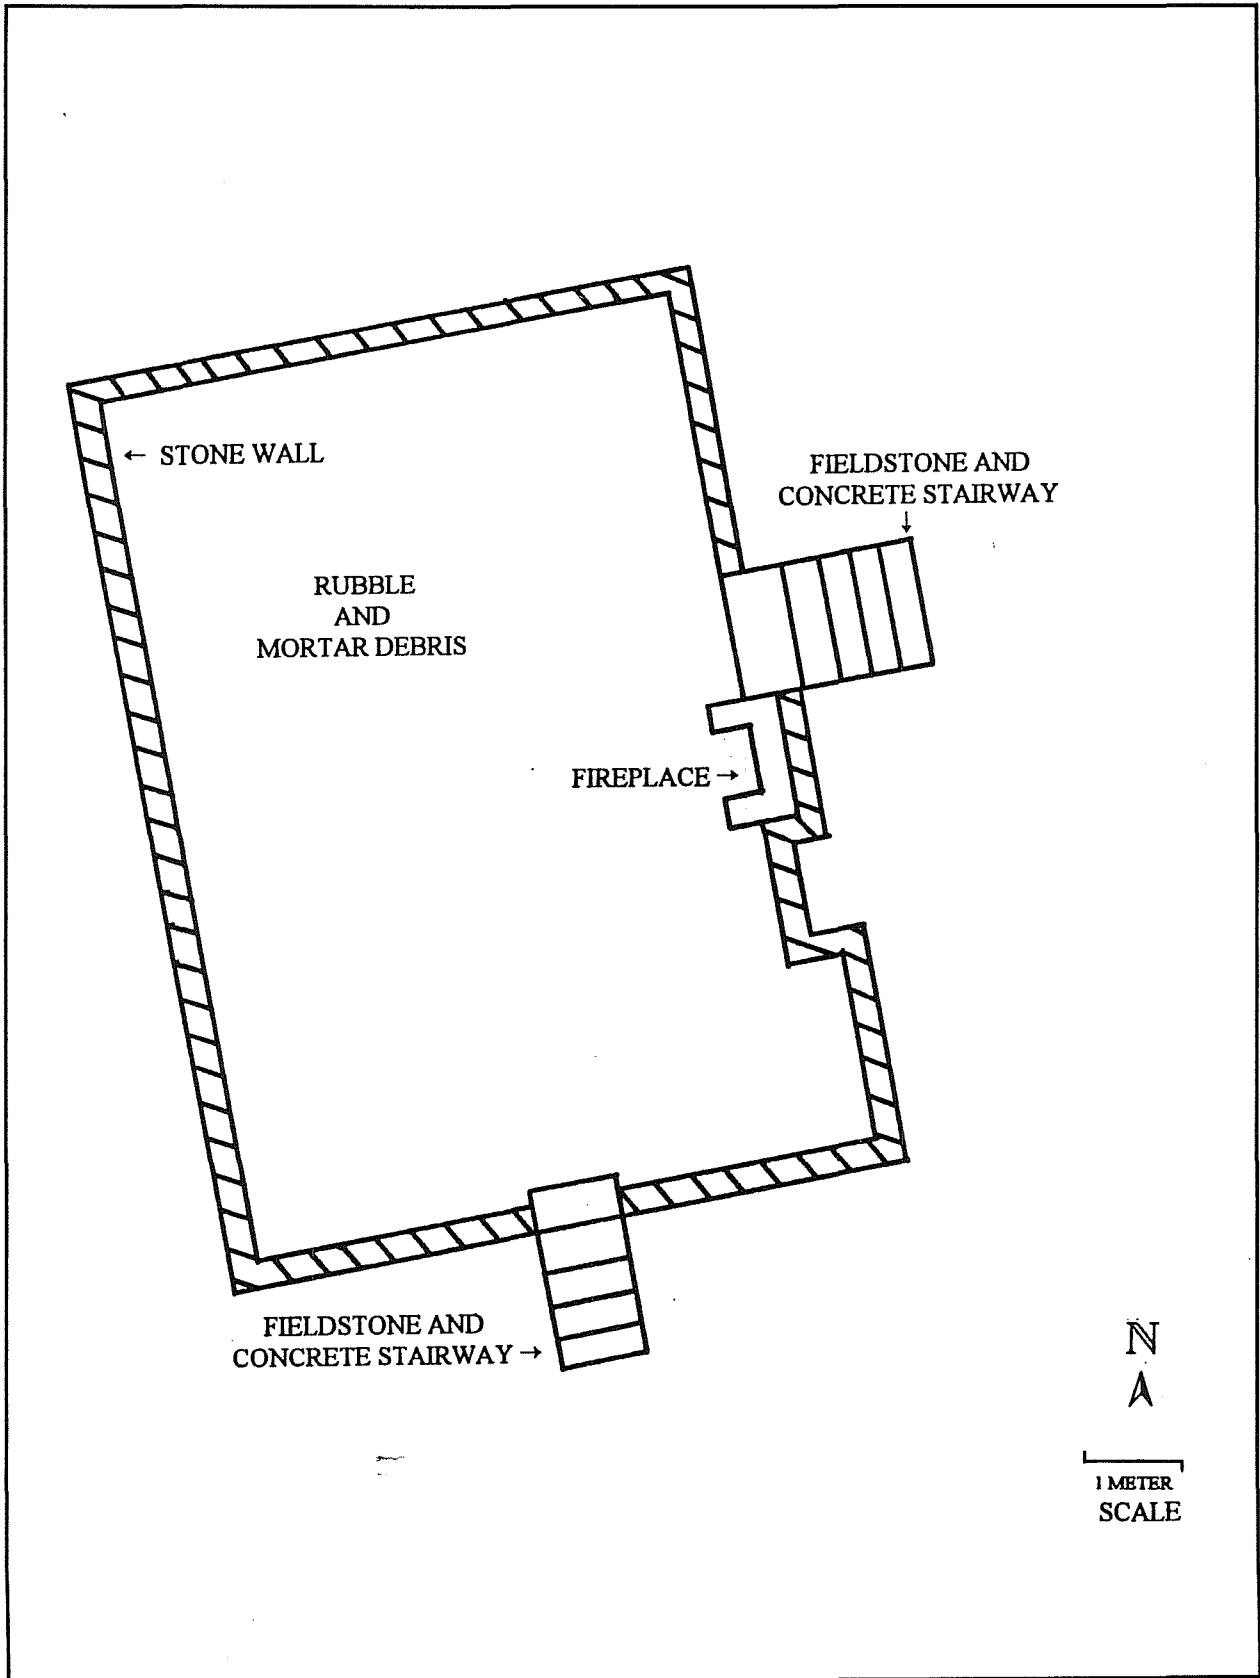 ← STONE WALL
FIELDSTONE AND
CONCRETE STAIRWAY
↓
RUBBLE
AND
MORTAR DEBRIS
FIREPLACE →
FIELDSTONE AND
CONCRETE STAIRWAY →
N
1 METER
SCALE